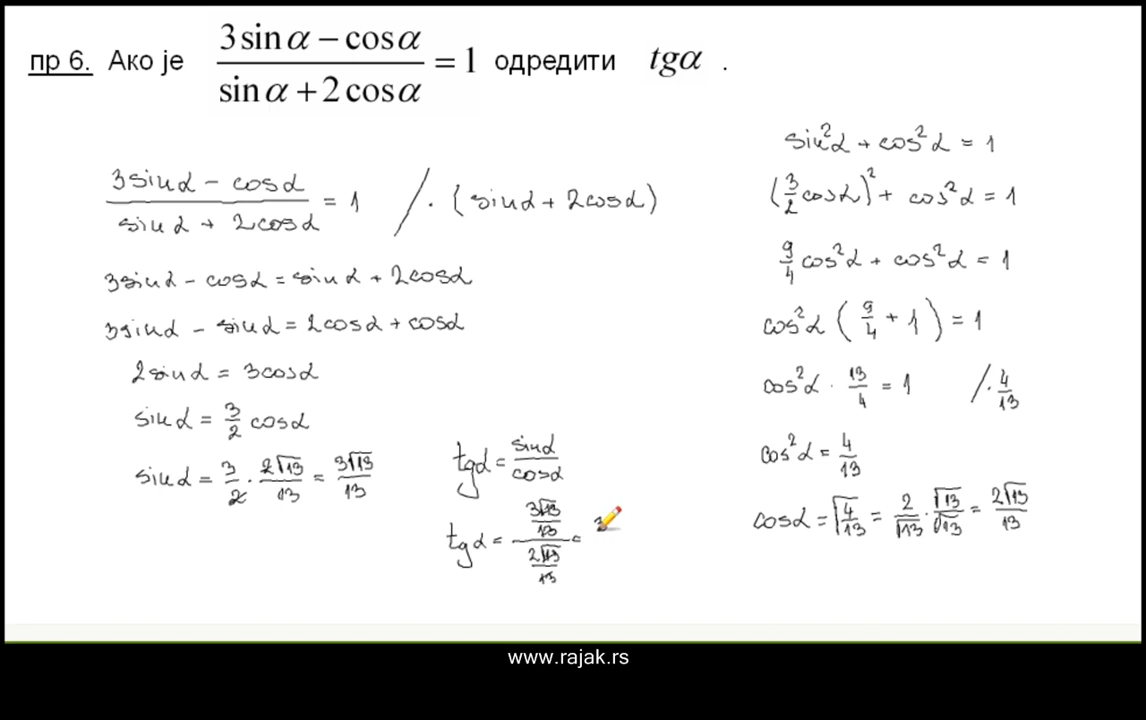 пр 6. Ако је (3sinα − cosα)/(sinα + 2cosα) = 1 одредити tgα .
(3sinα − cosα)/(sinα + 2cosα) = 1 / · (sinα + 2cosα)
3sinα − cosα = sinα + 2cosα
3sinα − sinα = 2cosα + cosα
2sinα = 3cosα
sinα = 3/2 cosα
sinα = 3/2 · 2√13/13 = 3√13/13
sin²α + cos²α = 1
(3/2 cosα)² + cos²α = 1
9/4 cos²α + cos²α = 1
cos²α (9/4 + 1) = 1
cos²α · 13/4 = 1 / · 4/13
cos²α = 4/13
cosα = √(4/13) = 2/√13 · √13/√13 = 2√13/13
tgα = sinα/cosα
tgα = (3√13/13)/(2√13/13) = 3
www.rajak.rs